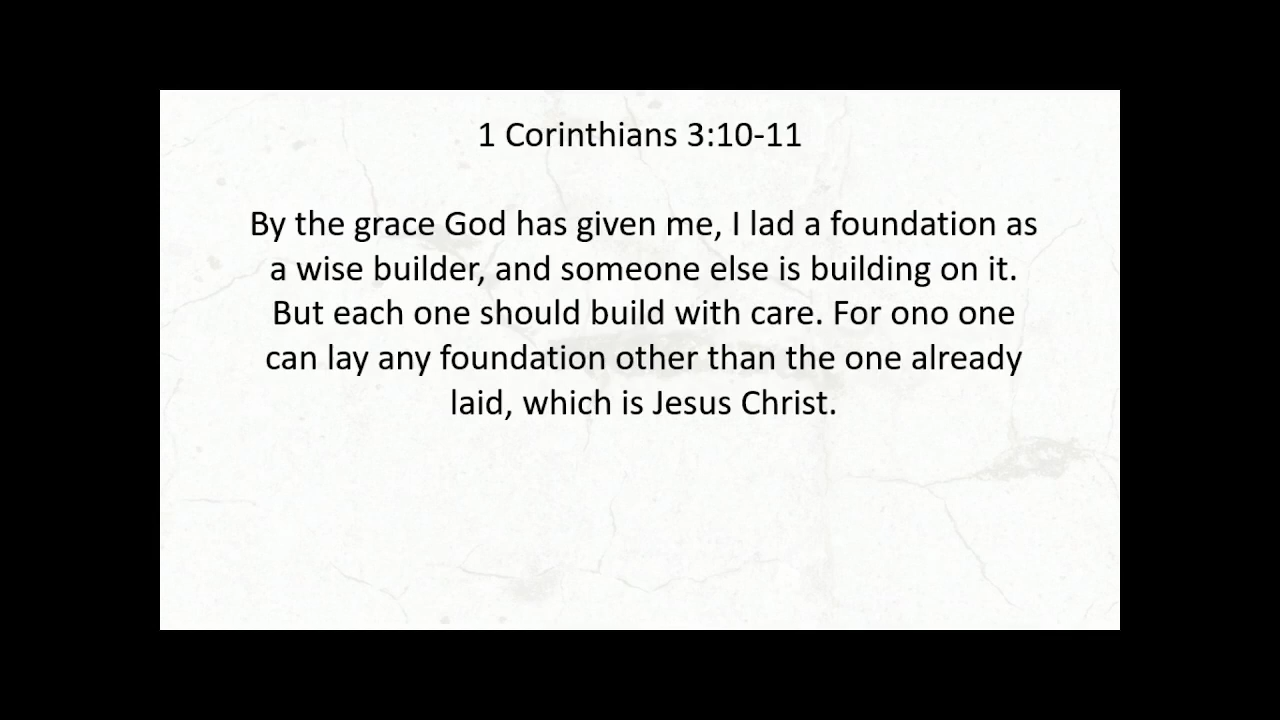 1 Corinthians 3:10-11
By the grace God has given me, I lad a foundation as
a wise builder, and someone else is building on it.
But each one should build with care. For ono one
can lay any foundation other than the one already
laid, which is Jesus Christ.